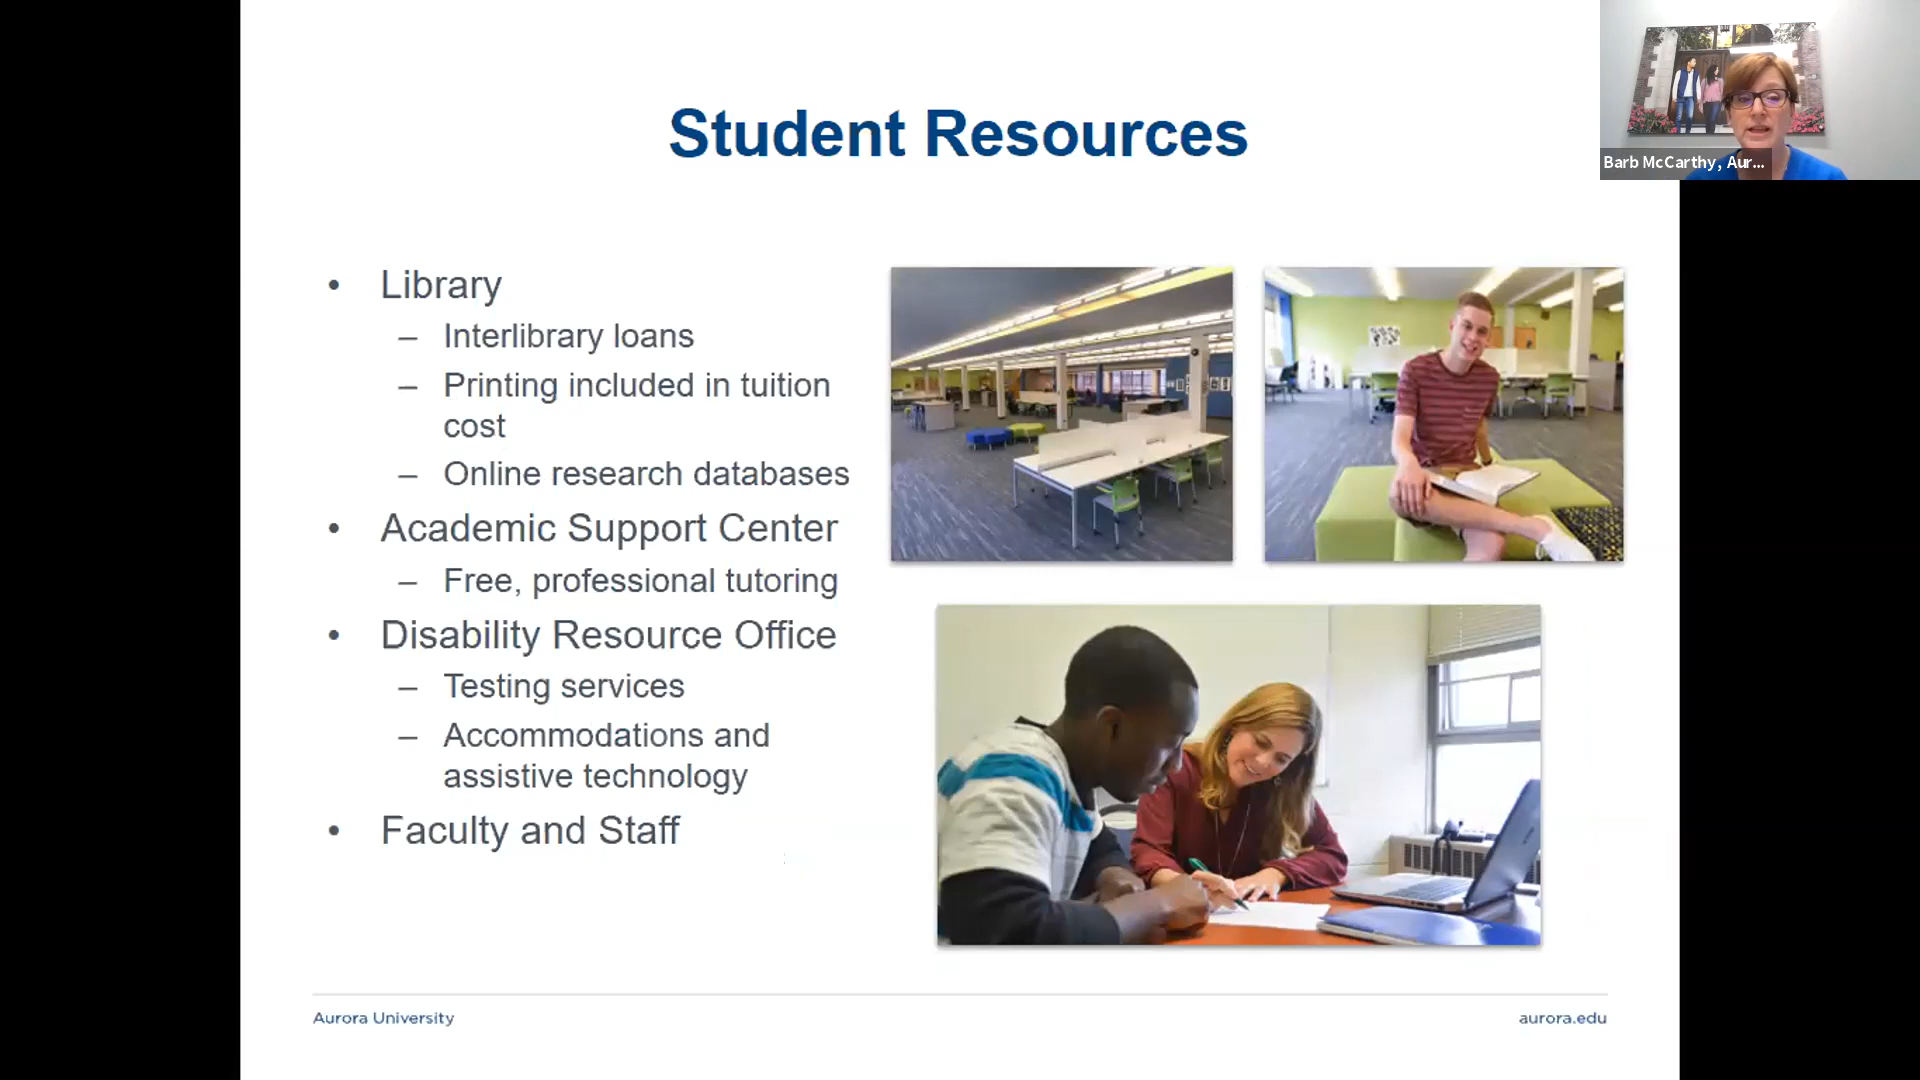 Student Resources
Barb McCarthy, Aur...
• Library
– Interlibrary loans
– Printing included in tuition
cost
– Online research databases
• Academic Support Center
– Free, professional tutoring
• Disability Resource Office
– Testing services
– Accommodations and
assistive technology
• Faculty and Staff
Aurora University
aurora.edu